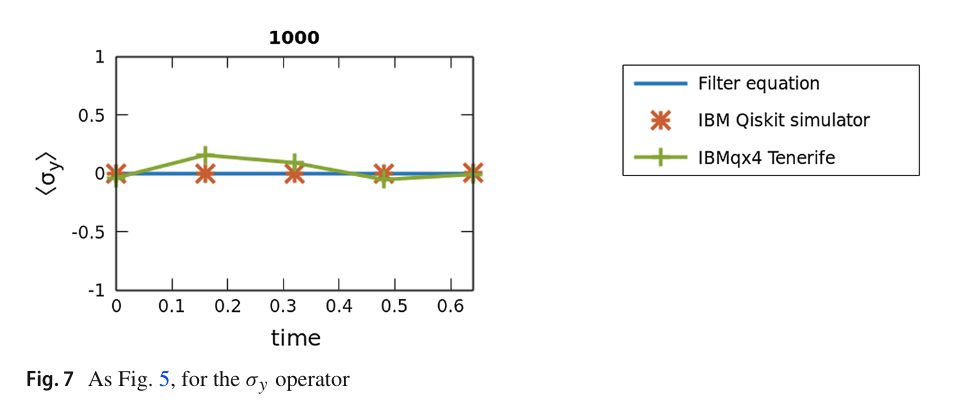 1000
1
0.5
0
-0.5
-1
⟨σy⟩
0 0.1 0.2 0.3 0.4 0.5 0.6
time
Filter equation
IBM Qiskit simulator
IBMqx4 Tenerife
Fig. 7 As Fig. 5, for the σy operator